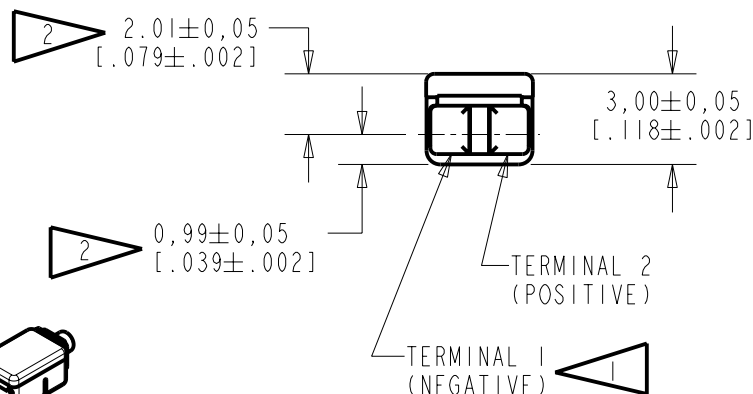 2
2.01±0,05
[.079±.002]
3,00±0,05
[.118±.002]
2
0,99±0,05
[.039±.002]
TERMINAL 2
(POSITIVE)
TERMINAL 1
(NEGATIVE)
1